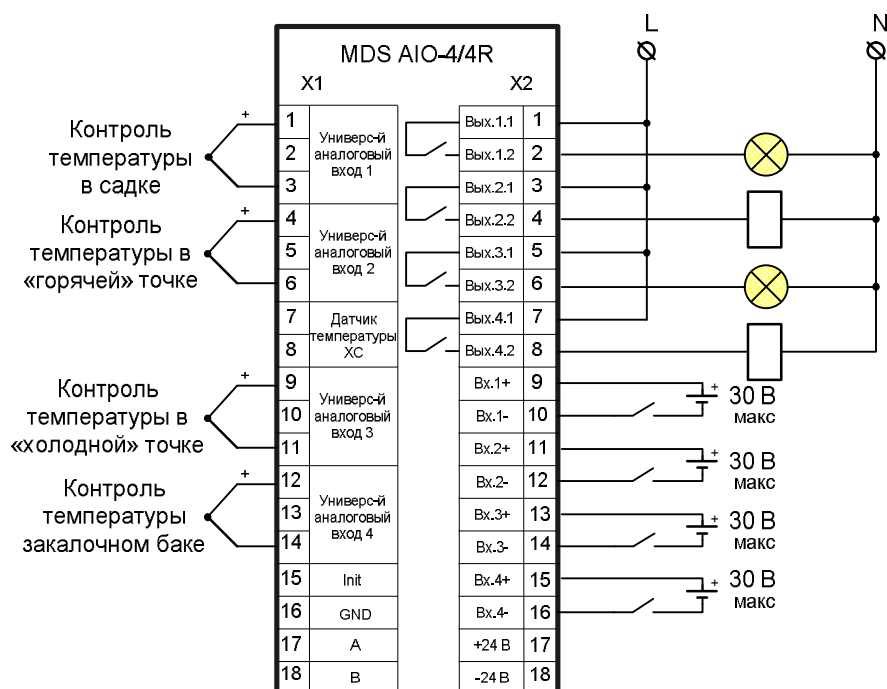 L
N
MDS AIO-4/4R
X1
X2
Контроль
температуры
в садке
+
1
2
3
Универс-й
аналоговый
вход 1
Вых.1.1
1
Вых.1.2
2
Вых.2.1
3
Контроль
температуры в
«горячей» точке
+
4
5
6
Универс-й
аналоговый
вход 2
Вых.2.2
4
Вых.3.1
5
Вых.3.2
6
7
8
Датчик
температуры
ХС
Вых.4.1
7
Вых.4.2
8
Контроль
температуры в
«холодной» точке
+
9
10
11
Универс-й
аналоговый
вход 3
Вх.1+
9
Вх.1-
10
Вх.2+
11
+
30 В
макс
Контроль
температуры
закалочном баке
+
12
13
14
Универс-й
аналоговый
вход 4
Вх.2-
12
Вх.3+
13
Вх.3-
14
+
30 В
макс
+
30 В
макс
15
Init
Вх.4+
15
16
GND
Вх.4-
16
+
30 В
макс
17
A
+24 В
17
18
B
-24 В
18